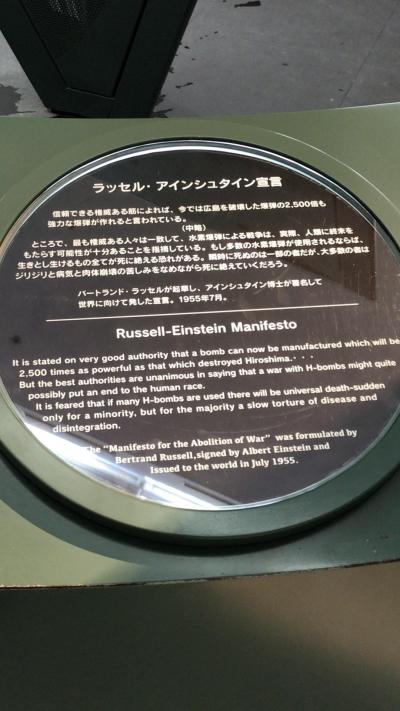 ラッセル・アインシュタイン宣言
信頼できる権威ある筋によれば、今では広島を破壊した爆弾の2,500倍も
強力な爆弾が作れると言われている。
(中略)
ところで、最も権威ある人々は一致して、水素爆弾による戦争は、実際、人類に終末を
もたらす可能性が十分あることを指摘している。もし多数の水素爆弾が使用されるならば、
生きとし生けるもの全てが死に絶える恐れがある。瞬時に死ぬのは一部の者だが、大多数の者は
ジリジリと病気と肉体崩壊の苦しみをなめながら死に絶えていくだろう。
バートランド・ラッセルが起草し、アインシュタイン博士が署名して
世界に向けて発した宣言。1955年7月。
Russell-Einstein Manifesto
It is stated on very good authority that a bomb can now be manufactured which will be
2,500 times as powerful as that which destroyed Hiroshima・・・
But the best authorities are unanimous in saying that a war with H-bombs might quite
possibly put an end to the human race.
It is feared that if many H-bombs are used there will be universal death-sudden
only for a minority, but for the majority a slow torture of disease and
disintegration.
The "Manifesto for the Abolition of War" was formulated by
Bertrand Russell,signed by Albert Einstein and
Issued to the world in July 1955.